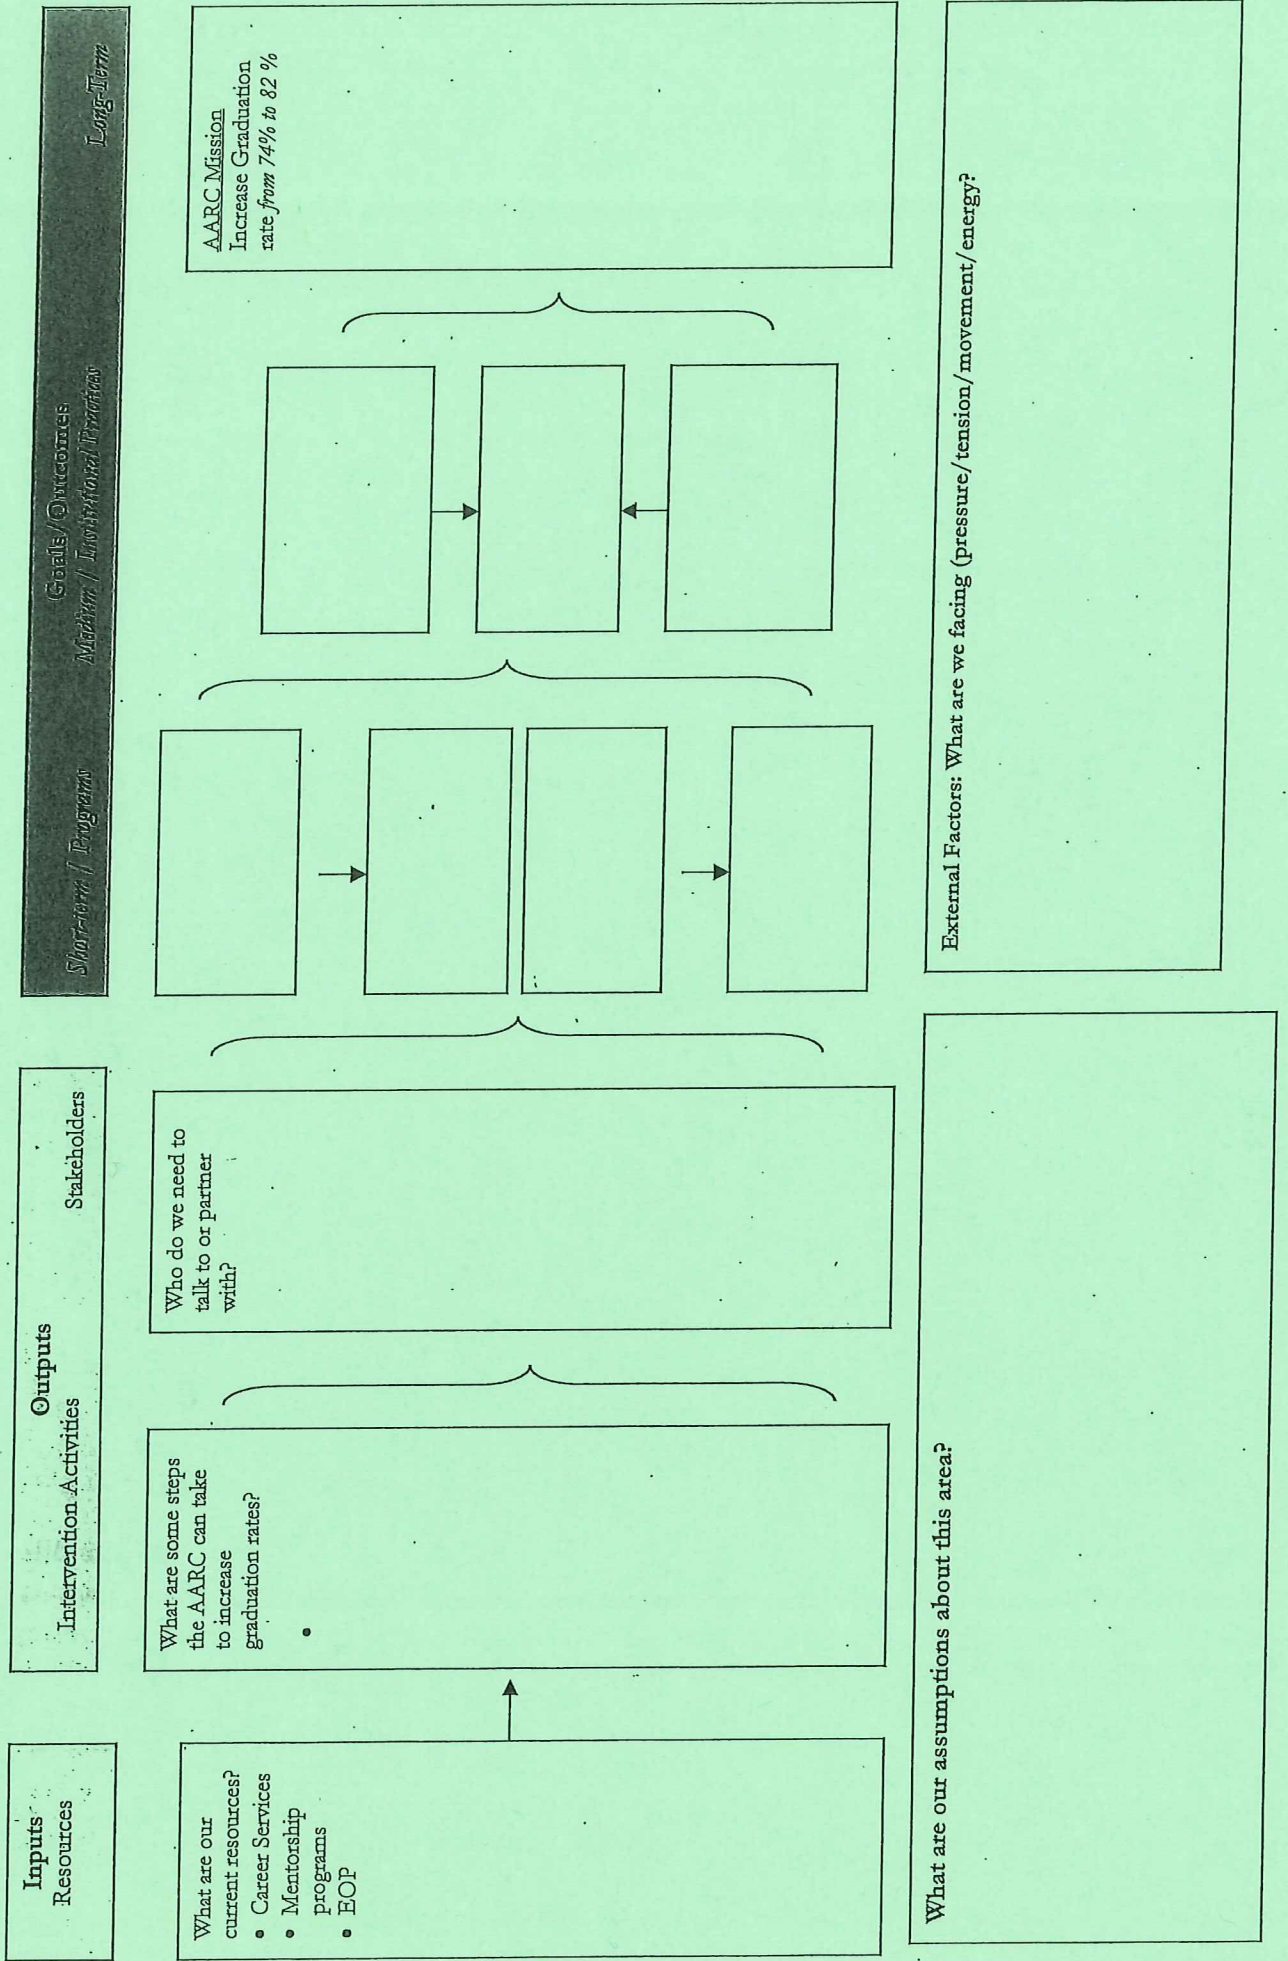 Inputs
Resources
Outputs
Intervention Activities Stakeholders
Goals/Outcomes
Short-term / Programs Medium / Institutional Practices Long-Term
What are our
current resources?
• Career Services
• Mentorship
programs
• EOP
What are some steps
the AARC can take
to increase
graduation rates?
•
Who do we need to
talk to or partner
with?
AARC Mission
Increase Graduation
rate from 74% to 82 %
What are our assumptions about this area?
External Factors: What are we facing (pressure/tension/movement/energy?